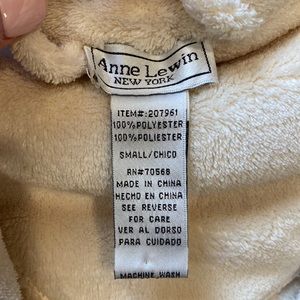 Anne Lewin
NEW YORK
ITEM#:207961
100%POLYESTER
100%POLIESTER
SMALL/CHICO
RN#70568
MADE IN CHINA
HECHO EN CHINA
SEE REVERSE
FOR CARE
VER AL DORSO
PARA CUIDADO
MACHINE WASH